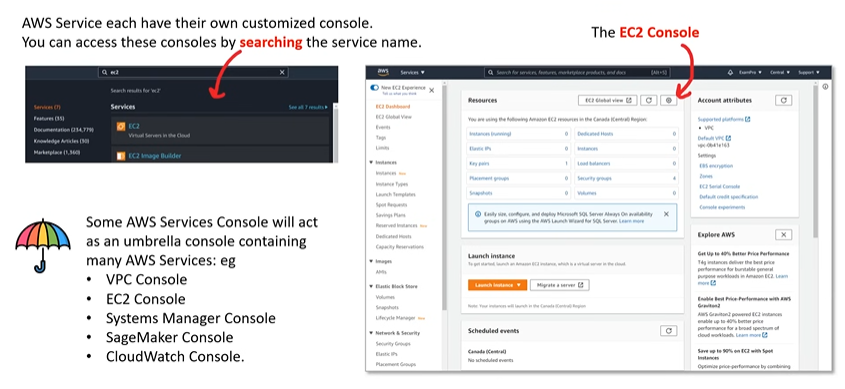 AWS Service each have their own customized console.
You can access these consoles by searching the service name.
The EC2 Console
ec2
Search results for 'ec2'
Services (7)
Features (35)
Documentation (234,779)
Knowledge Articles (30)
Marketplace (1,360)
Services
See all 7 results
EC2
Virtual Servers in the Cloud
EC2 Image Builder
Some AWS Services Console will act
as an umbrella console containing
many AWS Services: eg
• VPC Console
• EC2 Console
• Systems Manager Console
• SageMaker Console
• CloudWatch Console.
aws
Services
Search for services, features, marketplace products, and docs
[Alt+S]
ExamPro
Central
Support
New EC2 Experience
Tell us what you think
EC2 Dashboard
EC2 Global View
Events
Tags
Limits
Instances
Instances New
Instance Types
Launch Templates
Spot Requests
Savings Plans
Reserved Instances New
Dedicated Hosts
Capacity Reservations
Images
AMIs
Elastic Block Store
Volumes
Snapshots
Lifecycle Manager New
Network & Security
Security Groups
Elastic IPs
Placement Groups
Resources
EC2 Global view
You are using the following Amazon EC2 resources in the Canada (Central) Region:
Instances (running) 0 Dedicated Hosts 0
Elastic IPs 0 Instances 0
Key pairs 1 Load balancers 0
Placement groups 0 Security groups 4
Snapshots 0 Volumes 0
Easily size, configure, and deploy Microsoft SQL Server Always On availability
groups on AWS using the AWS Launch Wizard for SQL Server. Learn more
Launch instance
To get started, launch an Amazon EC2 instance, which is a virtual server in the cloud.
Launch instance
Migrate a server
Note: Your instances will launch in the Canada (Central) Region
Scheduled events
Canada (Central)
No scheduled events
Account attributes
Supported platforms
• VPC
Default VPC
Settings
EBS encryption
Zones
EC2 Serial Console
Default credit specification
Console experiments
Explore AWS
Get Up to 40% Better Price Performance
T4g instances deliver the best price
performance for burstable general
purpose workloads in Amazon EC2. Learn
more
Enable Best Price-Performance with AWS
Graviton2
AWS Graviton2 powered EC2 instances
enable up to 40% better price
performance for a broad spectrum of
cloud workloads. Learn more
Save up to 90% on EC2 with Spot
Instances
Optimize price-performance by combining